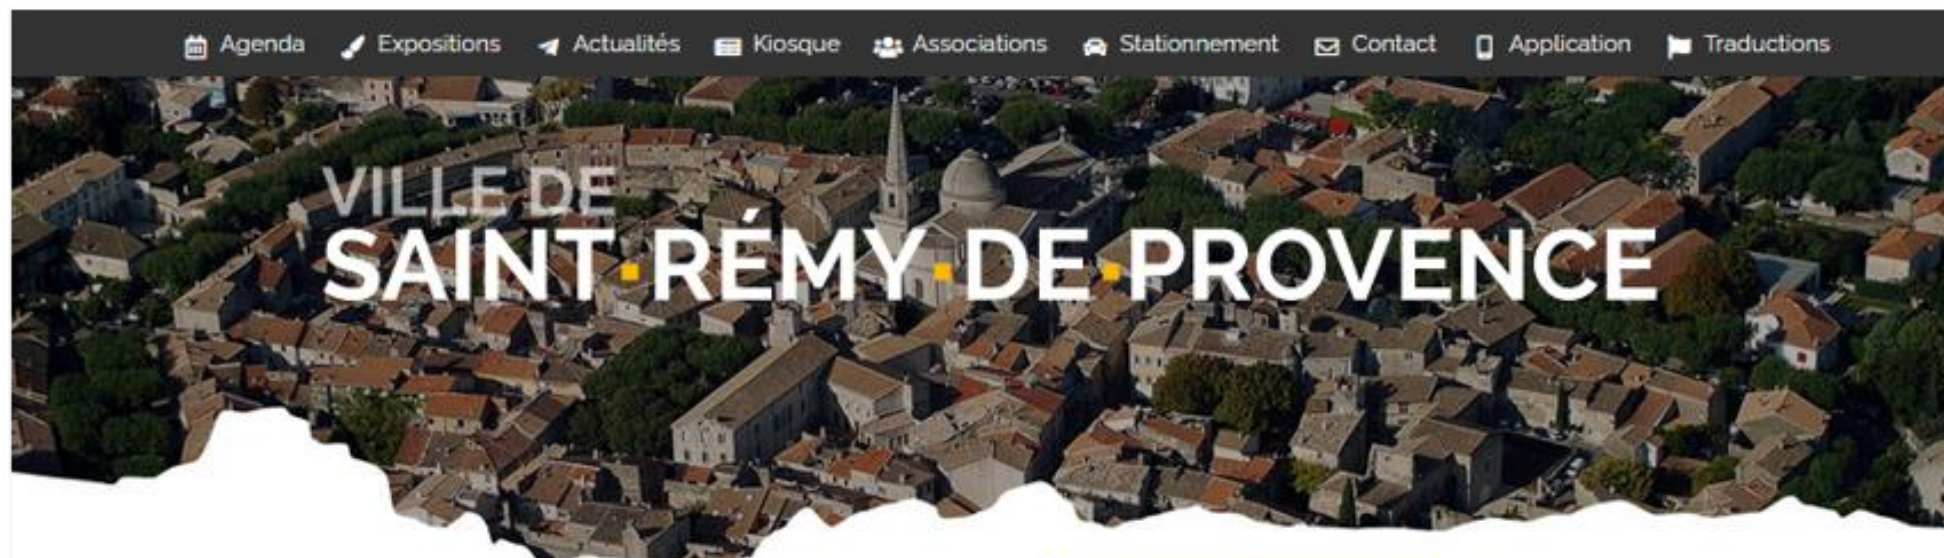 Agenda Expositions Actualités Kiosque Associations Stationnement Contact Application Traductions
VILLE DE
SAINT·RÉMY·DE·PROVENCE